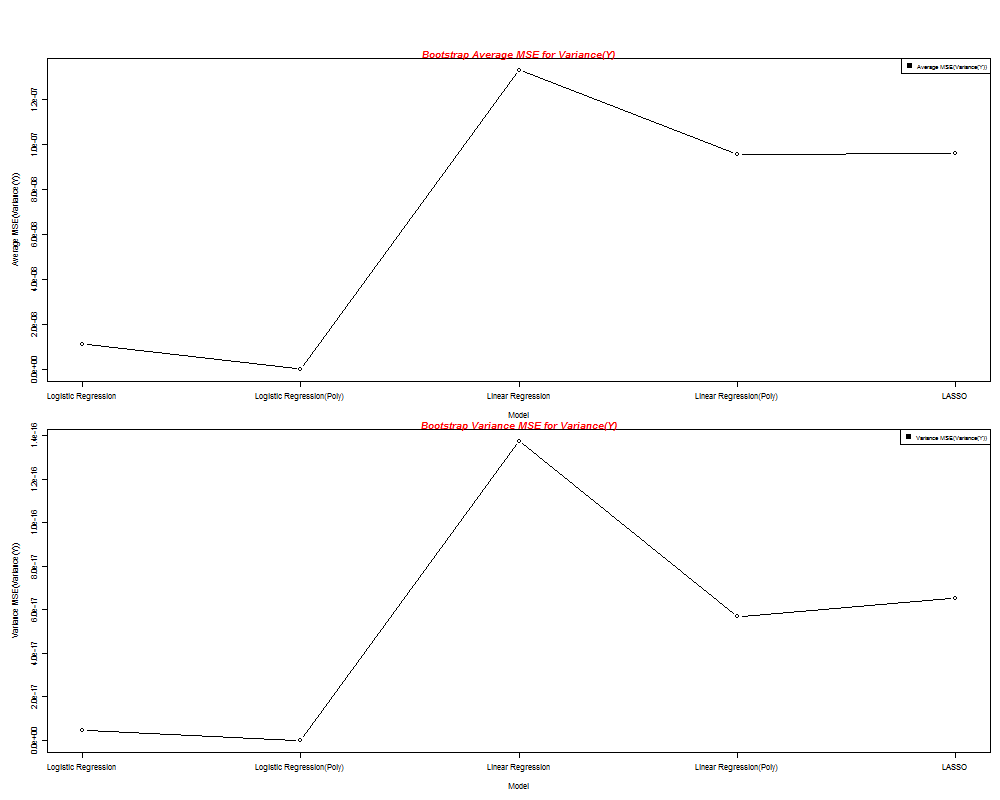 Bootstrap Average MSE for Variance(Y)
Average MSE(Variance(Y))
Average MSE(Variance(Y))
1.2e-07
1.0e-07
8.0e-08
6.0e-08
4.0e-08
2.0e-08
0.0e+00
Logistic Regression Logistic Regression(Poly) Linear Regression Linear Regression(Poly) LASSO
Model
Bootstrap Variance MSE for Variance(Y)
Variance MSE(Variance(Y))
Variance MSE(Variance(Y))
1.4e-16
1.2e-16
1.0e-16
8.0e-17
6.0e-17
4.0e-17
2.0e-17
0.0e+00
Logistic Regression Logistic Regression(Poly) Linear Regression Linear Regression(Poly) LASSO
Model